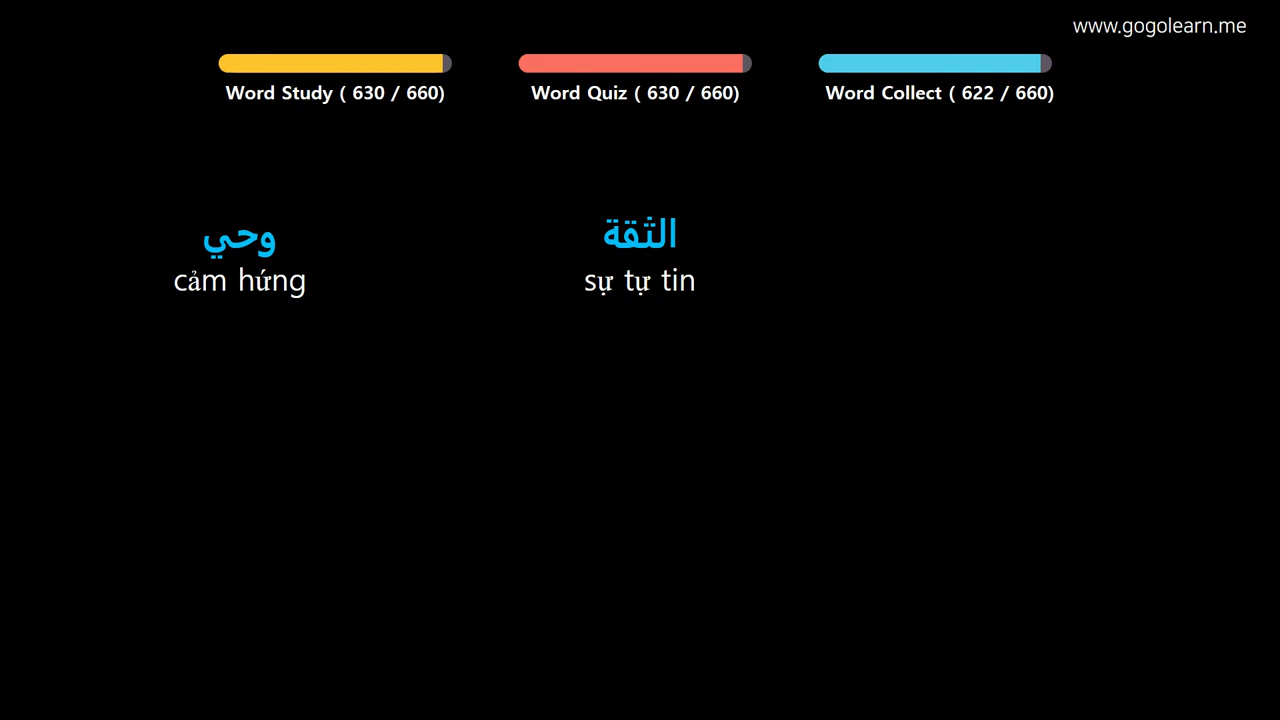 www.gogolearn.me
Word Study ( 630 / 660)
Word Quiz ( 630 / 660)
Word Collect ( 622 / 660)
وحي
cảm hứng
الثقة
sự tự tin